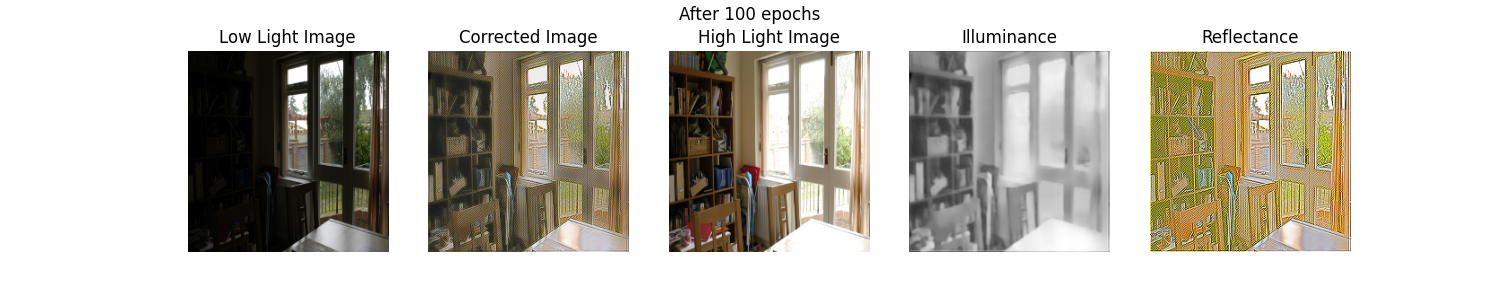 After 100 epochs
Low Light Image
Corrected Image
High Light Image
Illuminance
Reflectance